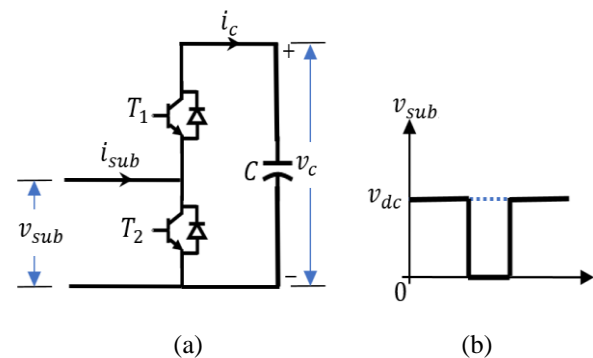 i_c
+
T_1
i_sub
C
v_c
v_sub
T_2
−
(a)
v_sub
v_dc
0
(b)